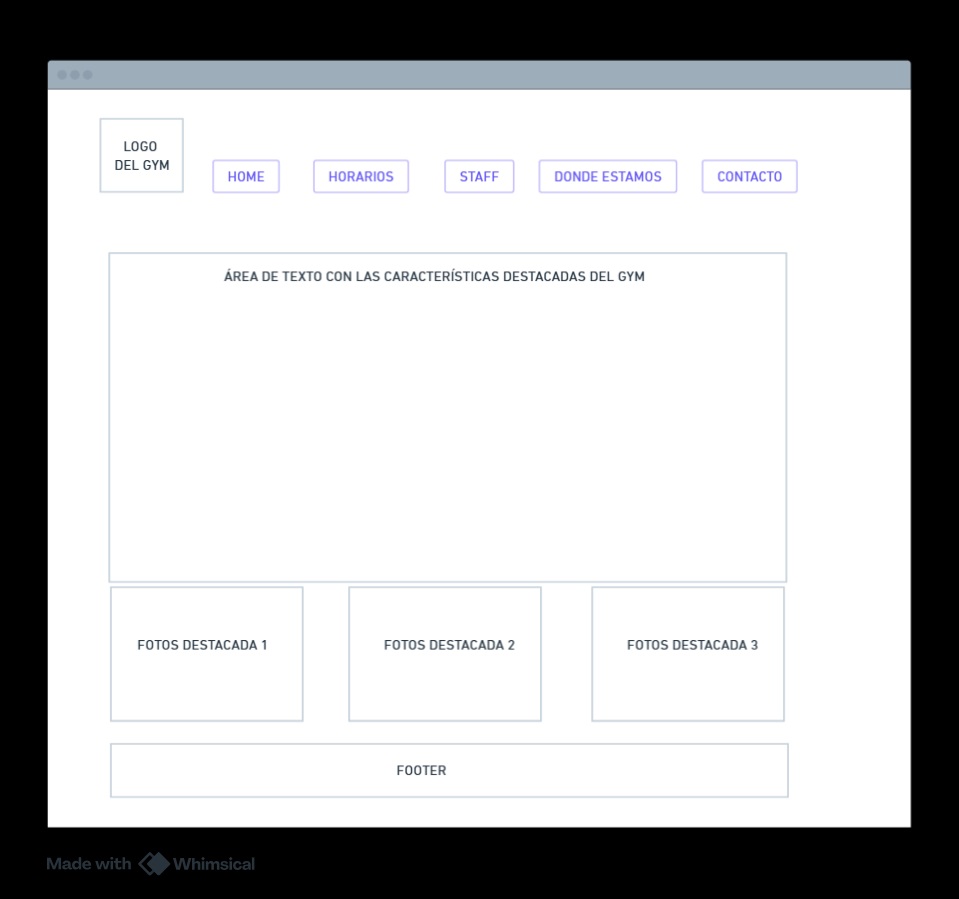 LOGO
DEL GYM
HOME
HORARIOS
STAFF
DONDE ESTAMOS
CONTACTO
ÁREA DE TEXTO CON LAS CARACTERÍSTICAS DESTACADAS DEL GYM
FOTOS DESTACADA 1
FOTOS DESTACADA 2
FOTOS DESTACADA 3
FOOTER
Made with Whimsical